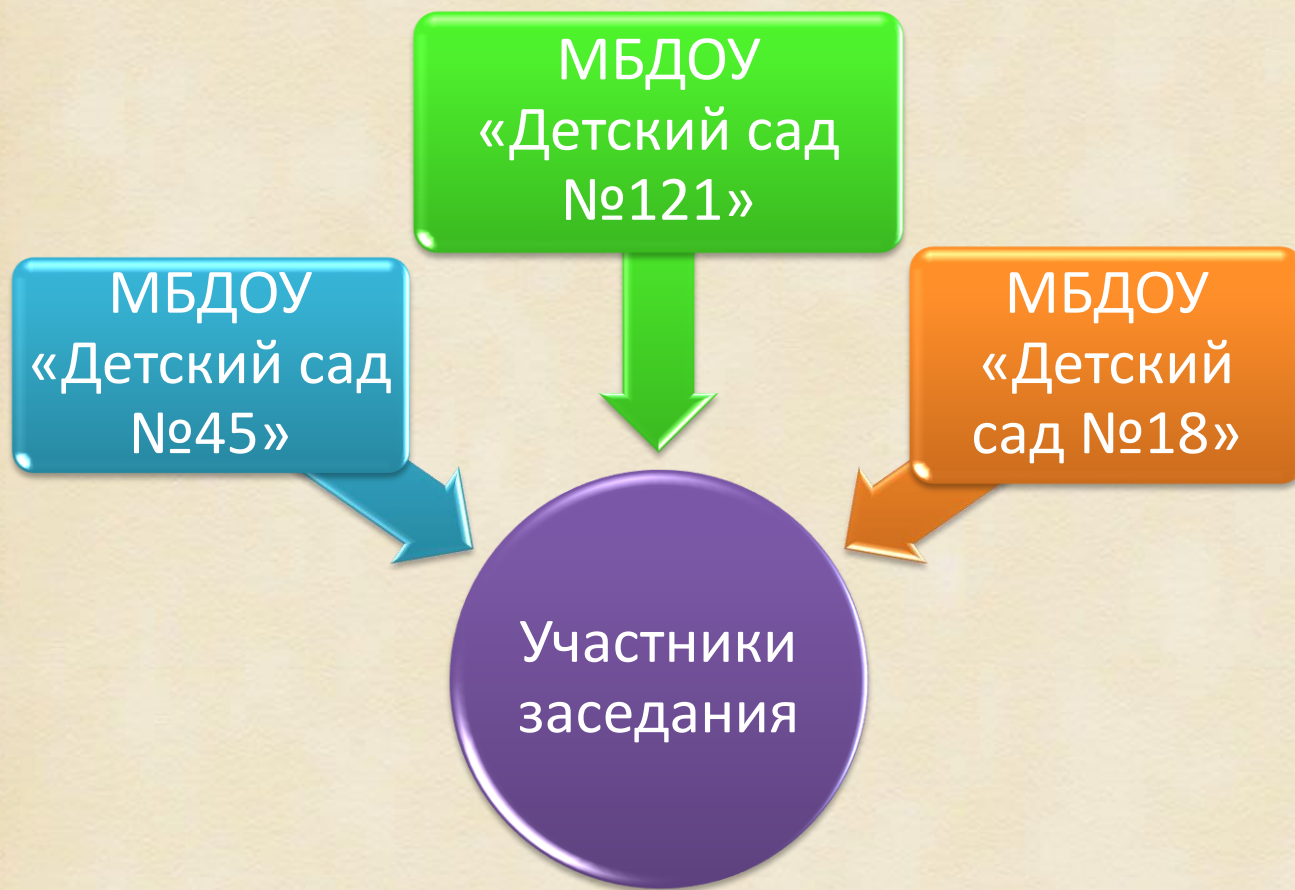 МБДОУ
«Детский сад
№121»
МБДОУ
«Детский сад
№45»
МБДОУ
«Детский
сад №18»
Участники
заседания